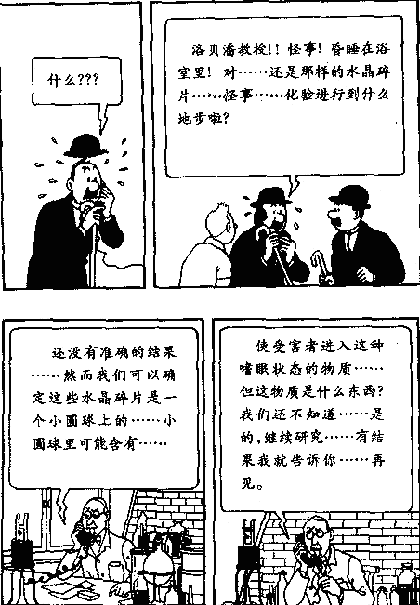 什么???
洛贝潘教授!! 怪事! 昏睡在浴
室里! 对……还是那样的水晶碎
片……怪事……化验进行到什么
地步啦?
还没有准确的结果
……然而我们可以确
定这些水晶碎片是一
个小圆球上的……小
圆球里可能含有……
使受害者进入这种
嗜眠状态的物质……
但这物质是什么东西?
我们还不知道……是
的,继续研究……有结
果我就告诉你……再
见。